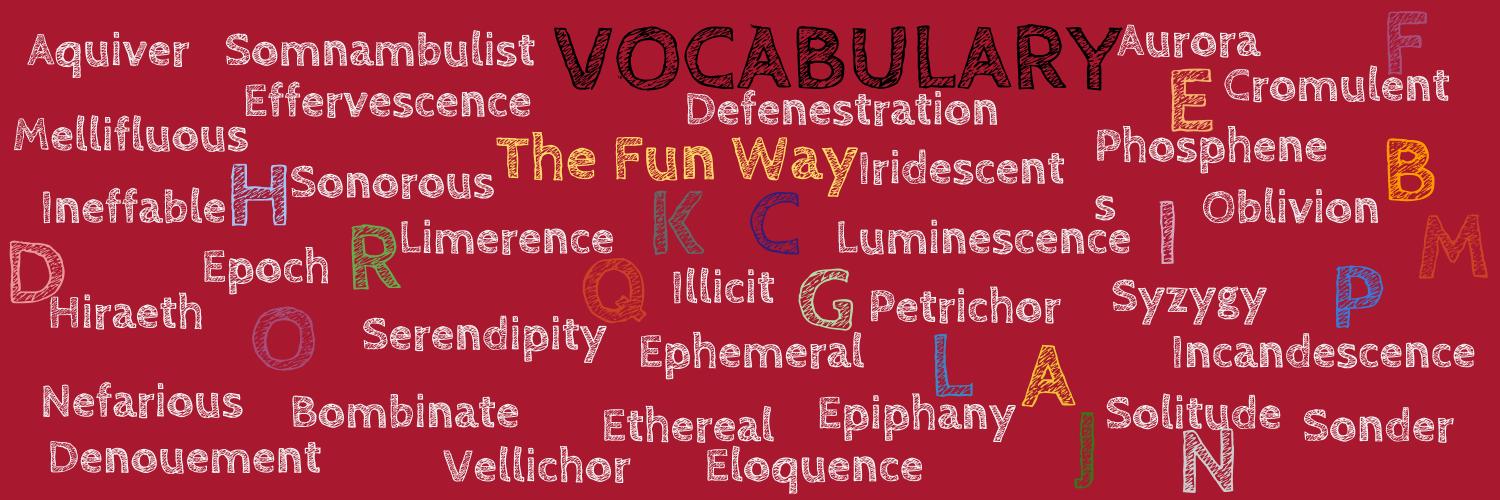 Aquiver Somnambulist VOCABULARY Aurora F
Effervescence Defenestration E Cromulent
Mellifluous The Fun Way Iridescent Phosphene B
Ineffable H Sonorous K C s I Oblivion
D Epoch R Limerence Luminescence M
Hiraeth Q Illicit G Petrichor Syzygy P
O Serendipity Ephemeral L A Incandescence
Nefarious Bombinate Ethereal Epiphany J Solitude Sonder
Denouement Vellichor Eloquence N